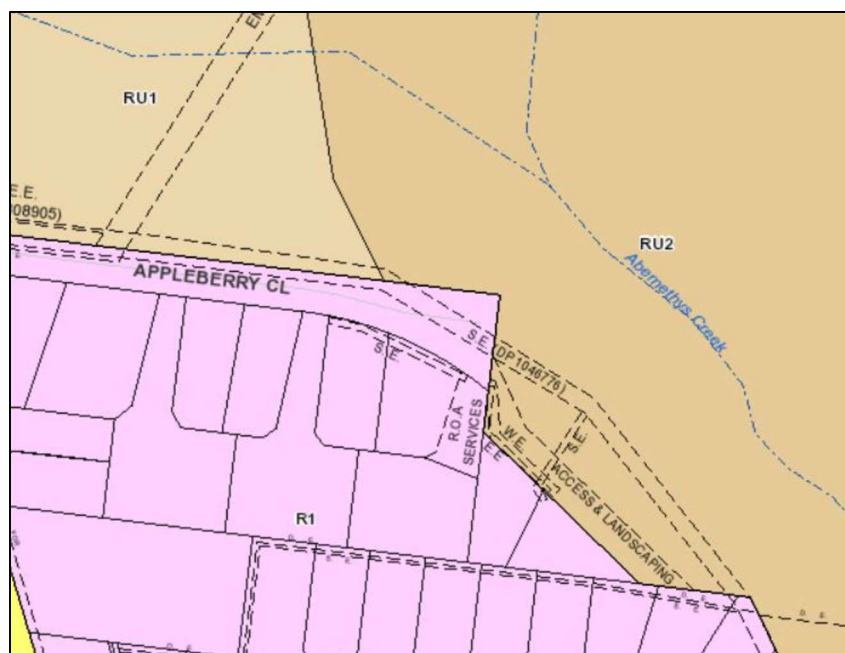 RU1
E.E.
08905)
RU2
APPLEBERRY CL
Abernethys Creek
S.E.
(DP1046776)
S.E.
R.O.A
SERVICES
W.E.
S.E.
E.E
ACCESS & LANDSCAPING
R1
D. E.
E. E.
D. E.
E. E.
D. E.
D. E.